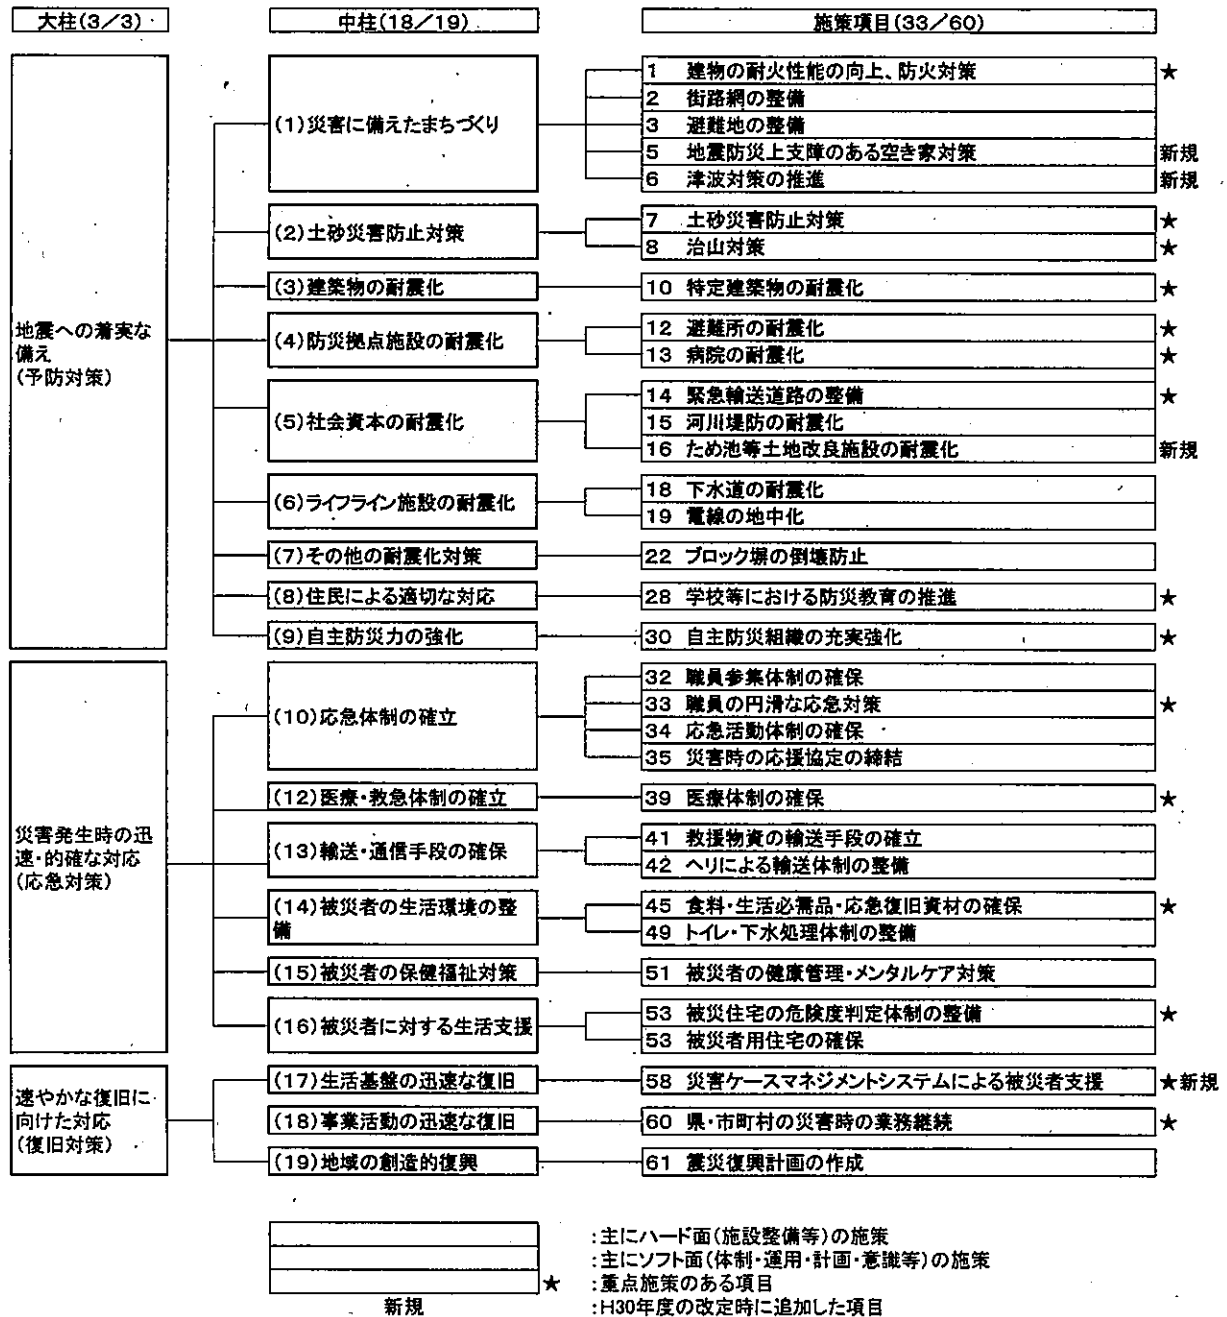 大柱(3／3)
中柱(18／19)
施策項目(33／60)
地震への着実な
備え
(予防対策)
(1)災害に備えたまちづくり
1 建物の耐火性能の向上、防火対策 ★
2 街路網の整備
3 避難地の整備
5 地震防災上支障のある空き家対策 新規
6 津波対策の推進 新規
(2)土砂災害防止対策
7 土砂災害防止対策 ★
8 治山対策 ★
(3)建築物の耐震化
10 特定建築物の耐震化 ★
(4)防災拠点施設の耐震化
12 避難所の耐震化 ★
13 病院の耐震化 ★
(5)社会資本の耐震化
14 緊急輸送道路の整備 ★
15 河川堤防の耐震化
16 ため池等土地改良施設の耐震化 新規
(6)ライフライン施設の耐震化
18 下水道の耐震化
19 電線の地中化
(7)その他の耐震化対策
22 ブロック塀の倒壊防止
(8)住民による適切な対応
28 学校等における防災教育の推進 ★
(9)自主防災力の強化
30 自主防災組織の充実強化 ★
災害発生時の迅
速・的確な対応
(応急対策)
(10)応急体制の確立
32 職員参集体制の確保
33 職員の円滑な応急対策 ★
34 応急活動体制の確保
35 災害時の応援協定の締結
(12)医療・救急体制の確立
39 医療体制の確保 ★
(13)輸送・通信手段の確保
41 救援物資の輸送手段の確立
42 ヘリによる輸送体制の整備
(14)被災者の生活環境の整
備
45 食料・生活必需品・応急復旧資材の確保 ★
49 トイレ・下水処理体制の整備
(15)被災者の保健福祉対策
51 被災者の健康管理・メンタルケア対策
(16)被災者に対する生活支援
53 被災住宅の危険度判定体制の整備 ★
53 被災者用住宅の確保
速やかな復旧に
向けた対応
(復旧対策)
(17)生活基盤の迅速な復旧
58 災害ケースマネジメントシステムによる被災者支援 ★新規
(18)事業活動の迅速な復旧
60 県・市町村の災害時の業務継続 ★
(19)地域の創造的復興
61 震災復興計画の作成
:主にハード面(施設整備等)の施策
:主にソフト面(体制・運用・計画・意識等)の施策
★ :重点施策のある項目
新規 :H30年度の改定時に追加した項目